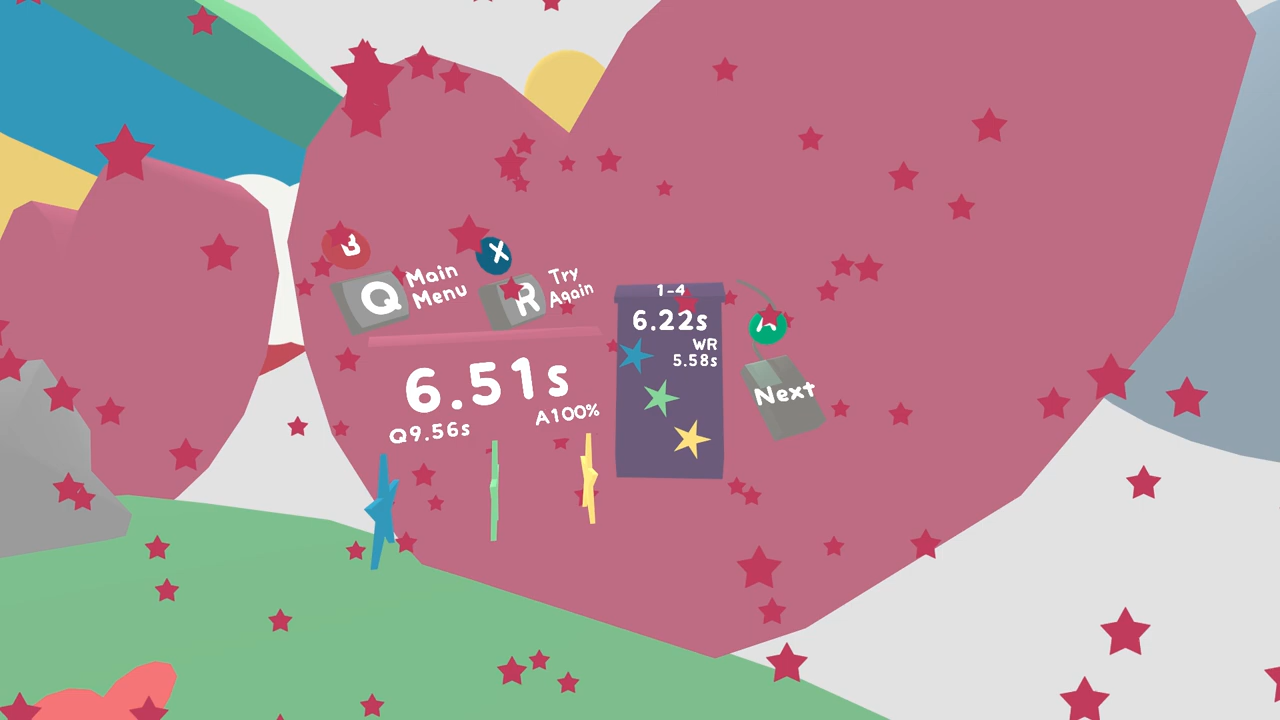 B
Q
Main
Menu
X
R
Try
Again
6.51s
Q9.56s
A100%
1-4
6.22s
WR
5.58s
A
Next